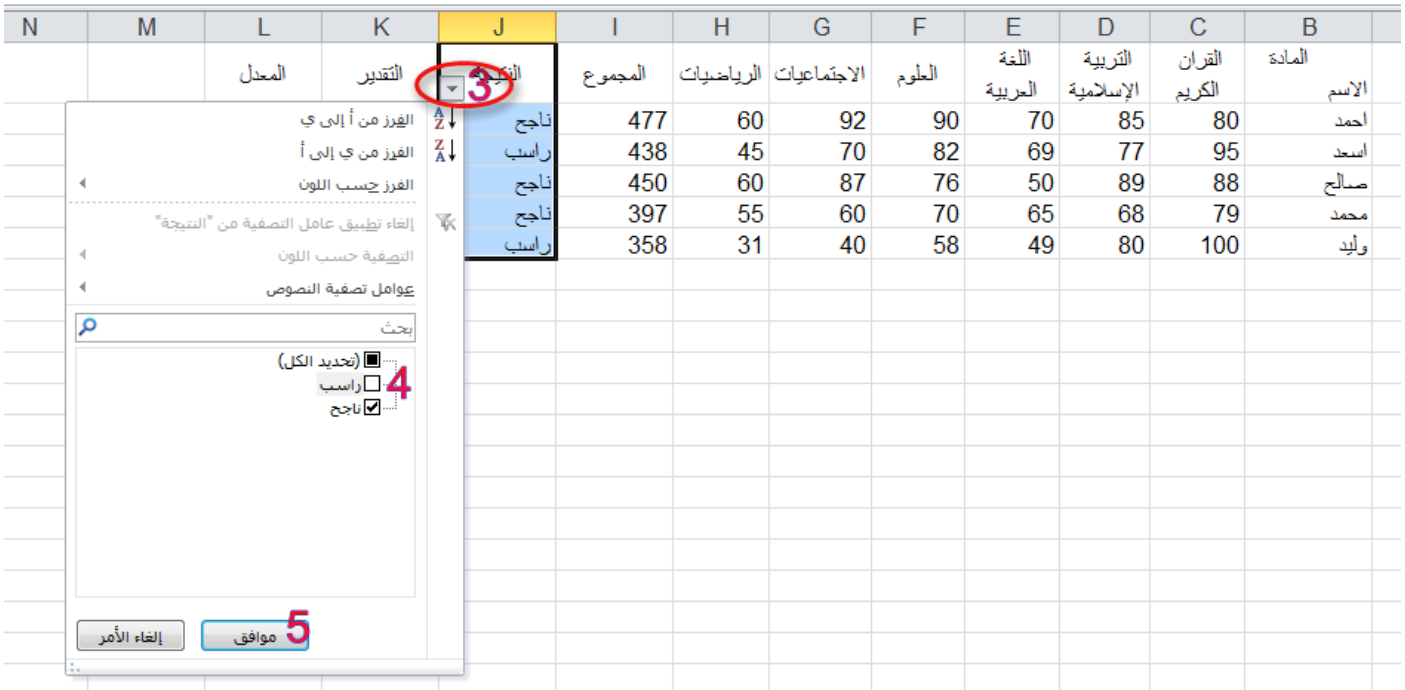 B C D E F G H I J K L M N
المادة
الاسم القران الكريم التربية الإسلامية اللغة العربية العلوم الاجتماعيات الرياضيات المجموع النتيجة التقدير المعدل
3
احمد 80 85 70 90 92 60 477 ناجح
اسعد 95 77 69 82 70 45 438 راسب
صالح 88 89 50 76 87 60 450 ناجح
محمد 79 68 65 70 60 55 397 ناجح
وليد 100 80 49 58 40 31 358 راسب
الفرز من أ إلى ي
الفرز من ي إلى أ
الفرز حسب اللون
إلغاء تطبيق عامل التصفية من "النتيجة"
التصفية حسب اللون
عوامل تصفية النصوص
بحث
(تحديد الكل)
راسب
4
ناجح
5
موافق إلغاء الأمر